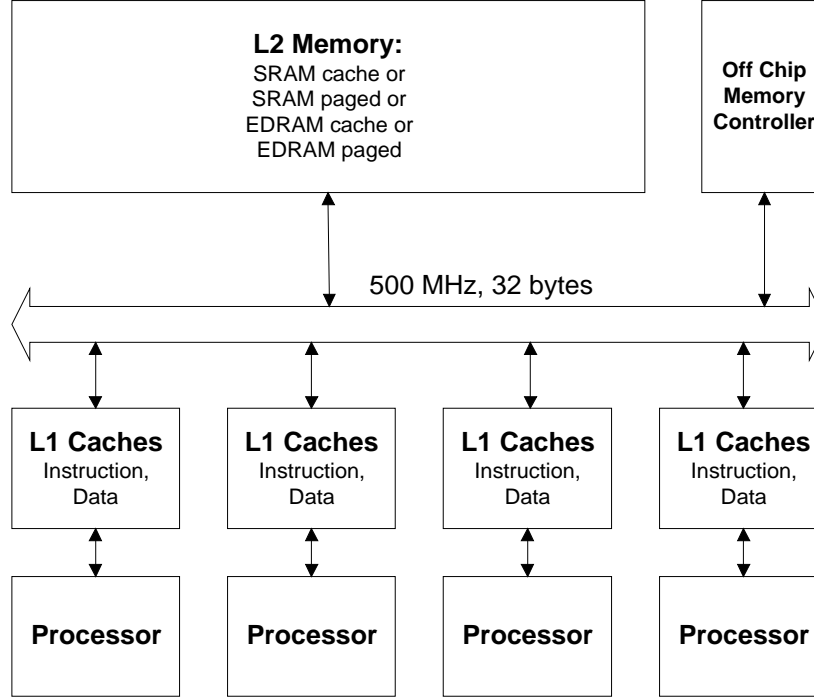 L2 Memory:
SRAM cache or
SRAM paged or
EDRAM cache or
EDRAM paged
Off Chip
Memory
Controller
500 MHz, 32 bytes
L1 Caches
Instruction,
Data
L1 Caches
Instruction,
Data
L1 Caches
Instruction,
Data
L1 Caches
Instruction,
Data
Processor
Processor
Processor
Processor